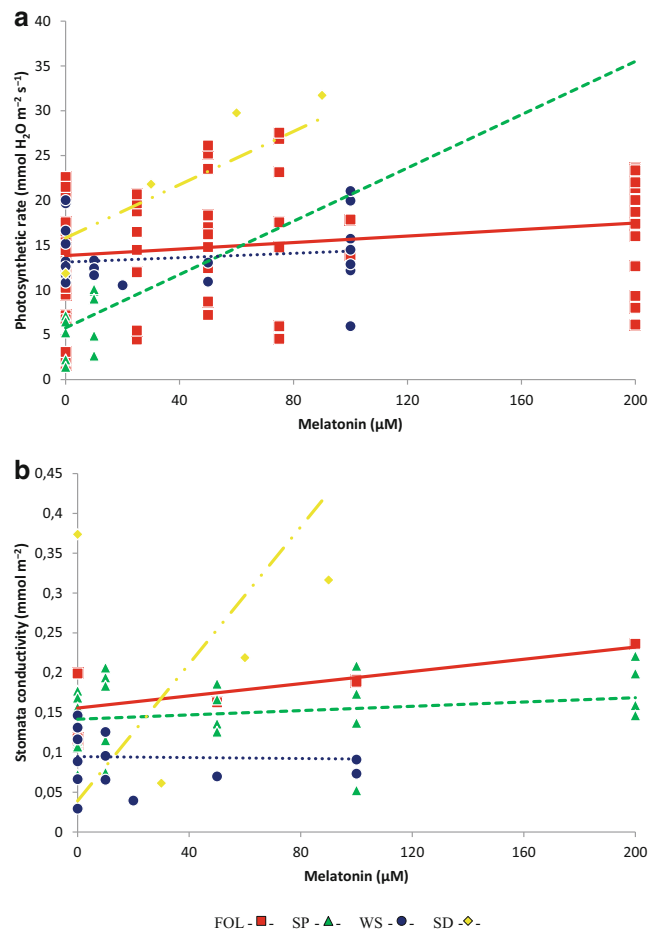 a
40
35
30
25
20
15
10
5
0
Photosynthetic rate (mmol H₂O m⁻² s⁻¹)
0 40 80 120 160 200
Melatonin (µM)
b
0,45
0,4
0,35
0,3
0,25
0,2
0,15
0,1
0,05
0
Stomata conductivity (mmol m⁻²)
0 40 80 120 160 200
Melatonin (µM)
FOL - - SP - - WS - - SD - -